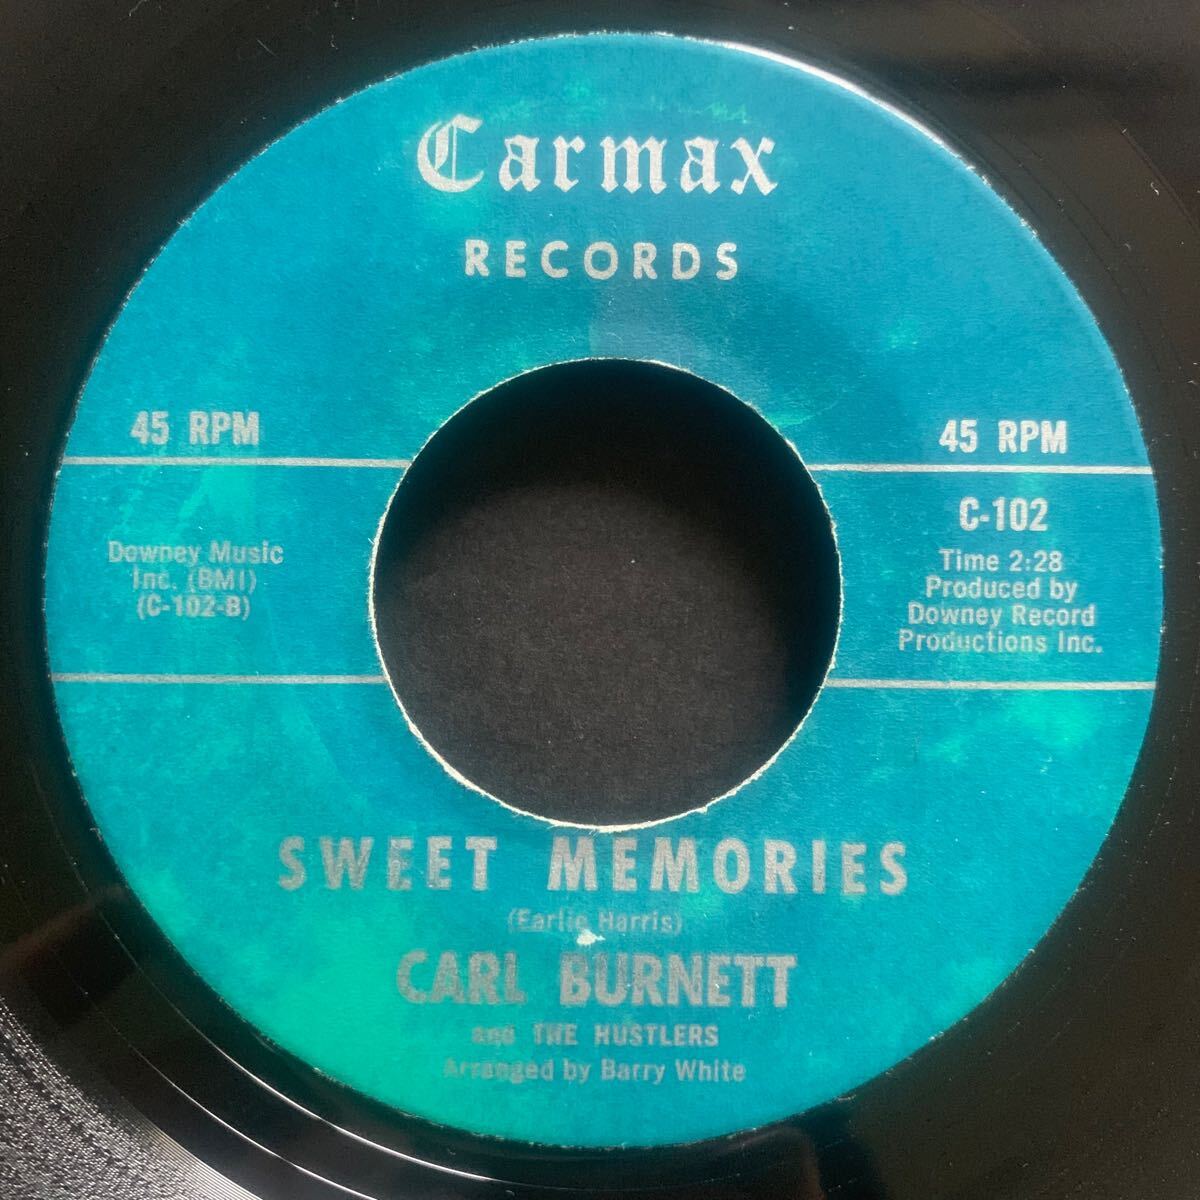 Carmax
RECORDS
45 RPM
45 RPM
Downey Music
Inc. (BMI)
(C-102-B)
C-102
Time 2:28
Produced by
Downey Record
Productions Inc.
SWEET MEMORIES
(Earlie Harris)
CARL BURNETT
and THE HUSTLERS
Arranged by Barry White